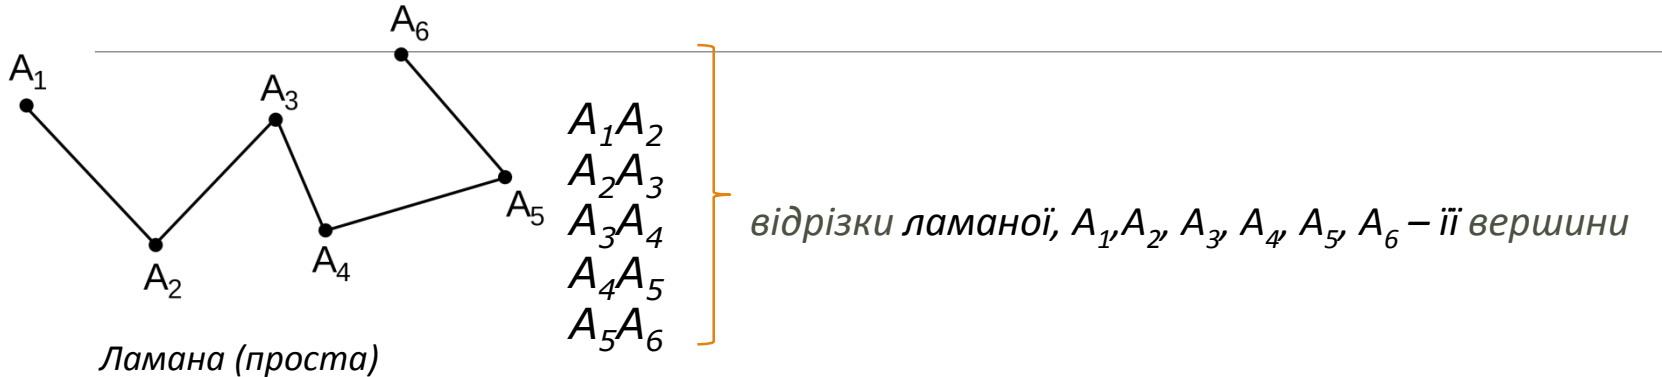 A₆
A₁
A₃
A₅
A₄
A₂
Ламана (проста)
A₁A₂
A₂A₃
A₃A₄
A₄A₅
A₅A₆
відрізки ламаної, A₁,A₂, A₃, A₄, A₅, A₆ – її вершини